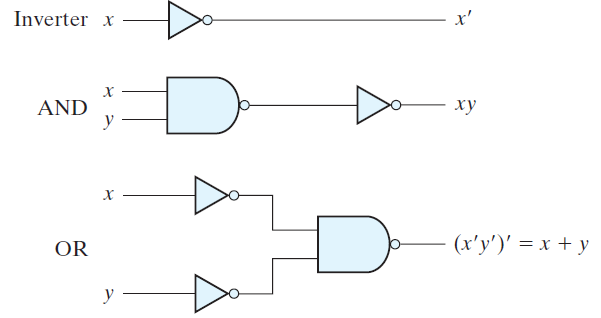 Inverter x x'
x
AND xy
y
x
OR (x'y')' = x + y
y